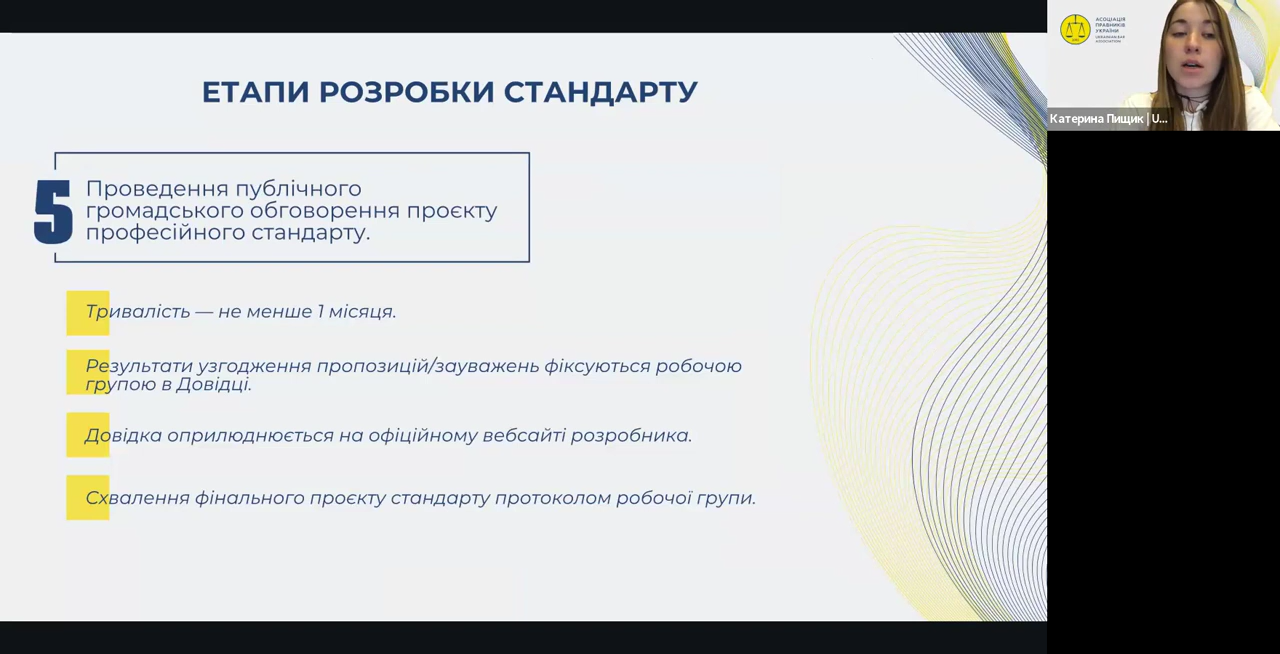 ЕТАПИ РОЗРОБКИ СТАНДАРТУ
5
Проведення публічного
громадського обговорення проєкту
професійного стандарту.
Тривалість — не менше 1 місяця.
Результати узгодження пропозицій/зауважень фіксуються робочою
групою в Довідці.
Довідка оприлюднюється на офіційному вебсайті розробника.
Схвалення фінального проєкту стандарту протоколом робочої групи.
АСОЦІАЦІЯ
ПРАВНИКІВ
УКРАЇНИ
UKRAINIAN BAR
ASSOCIATION
Катерина Пищик | U...